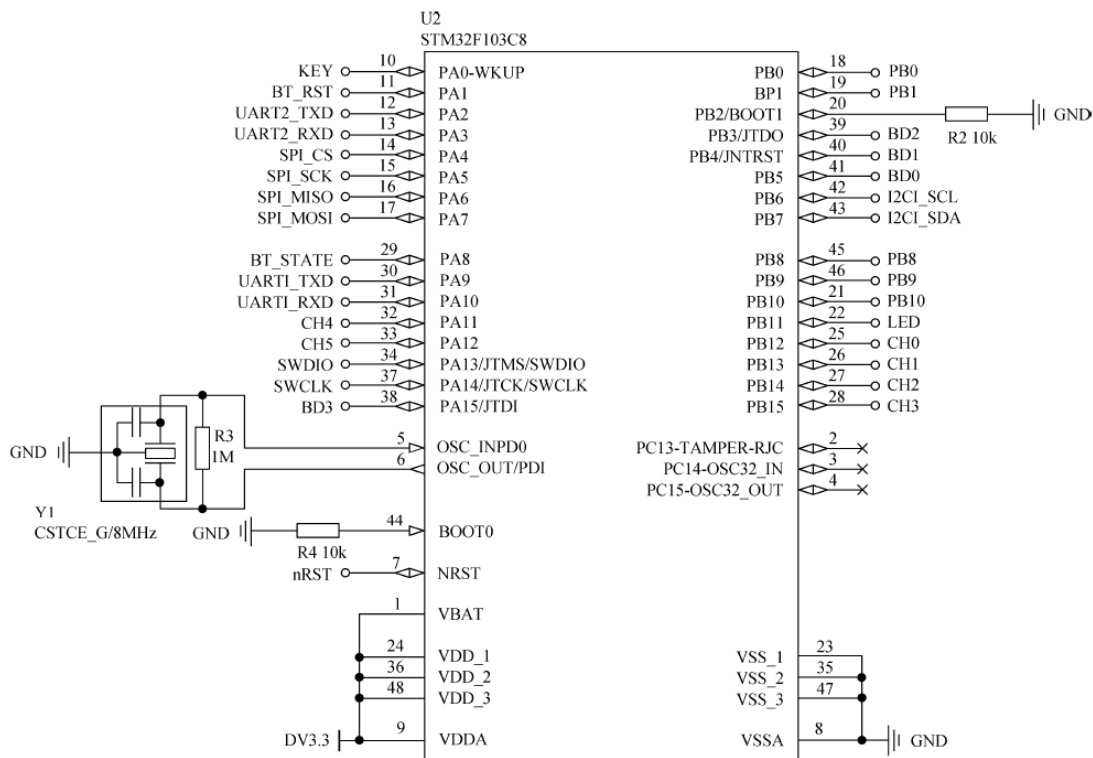 U2
STM32F103C8
KEY 10 PA0-WKUP PB0 18 PB0
BT_RST 11 PA1 BP1 19 PB1
UART2_TXD 12 PA2 PB2/BOOT1 20 R2 10k GND
UART2_RXD 13 PA3 PB3/JTDO 39 BD2
SPI_CS 14 PA4 PB4/JNTRST 40 BD1
SPI_SCK 15 PA5 PB5 41 BD0
SPI_MISO 16 PA6 PB6 42 I2CI_SCL
SPI_MOSI 17 PA7 PB7 43 I2CI_SDA
BT_STATE 29 PA8 PB8 45 PB8
UARTI_TXD 30 PA9 PB9 46 PB9
UARTI_RXD 31 PA10 PB10 21 PB10
CH4 32 PA11 PB11 22 LED
CH5 33 PA12 PB12 25 CH0
SWDIO 34 PA13/JTMS/SWDIO PB13 26 CH1
SWCLK 37 PA14/JTCK/SWCLK PB14 27 CH2
BD3 38 PA15/JTDI PB15 28 CH3
GND R3 1M 5 OSC_INPD0 PC13-TAMPER-RJC 2
6 OSC_OUT/PDI PC14-OSC32_IN 3
PC15-OSC32_OUT 4
Y1
CSTCE_G/8MHz
GND R4 10k 44 BOOT0
nRST 7 NRST
1 VBAT
24 VDD_1 VSS_1 23
36 VDD_2 VSS_2 35
48 VDD_3 VSS_3 47
DV3.3 9 VDDA VSSA 8 GND